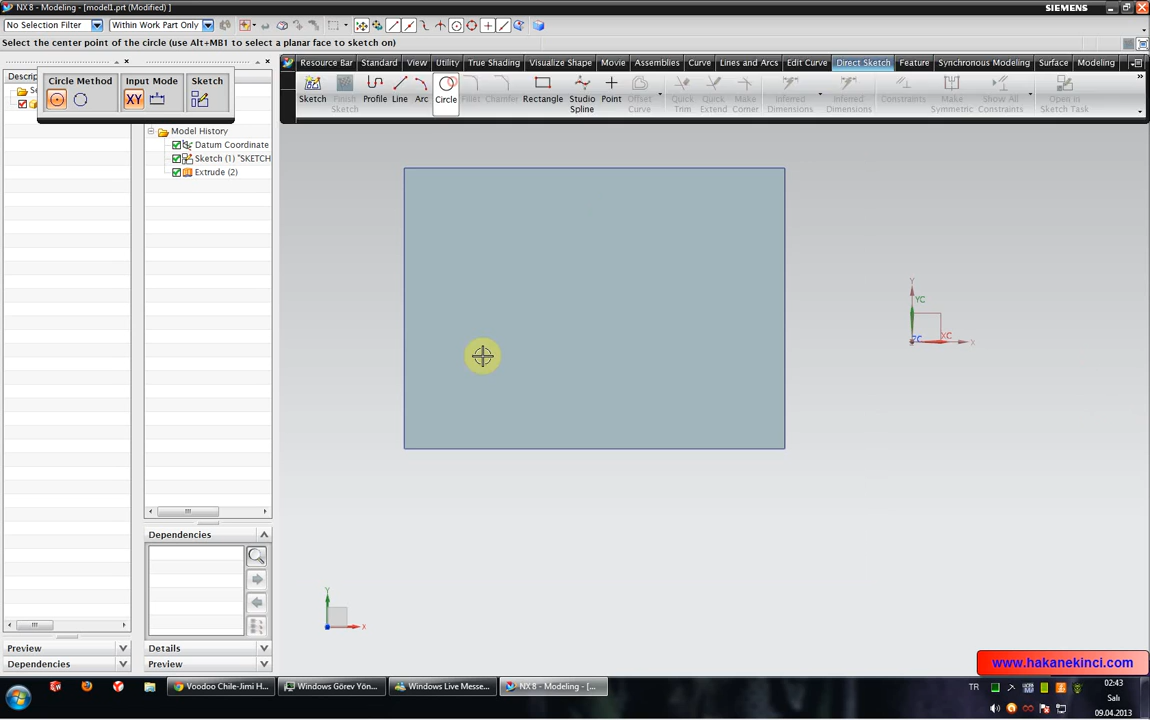 NX 8 - Modeling - [model1.prt (Modified) ]
SIEMENS
No Selection Filter
Within Work Part Only
Select the center point of the circle (use Alt+MB1 to select a planar face to sketch on)
Resource Bar
Standard
View
Utility
True Shading
Visualize Shape
Movie
Assemblies
Curve
Lines and Arcs
Edit Curve
Direct Sketch
Feature
Synchronous Modeling
Surface
Modeling
Descrip
Circle Method
Input Mode
Sketch
XY
Sketch
Finish Sketch
Profile
Line
Arc
Circle
Fillet
Chamfer
Rectangle
Studio Spline
Point
Offset Curve
Quick Trim
Quick Extend
Make Corner
Inferred Dimensions
Inferred Dimensions
Constraints
Make Symmetric
Show All Constraints
Open in Sketch Task
Model History
Datum Coordinate
Sketch (1) "SKETCH
Extrude (2)
Y
YC
ZC
XC
X
Dependencies
Y
X
Preview
Dependencies
Details
Preview
www.hakanekinci.com
Voodoo Chile-Jimi H...
Windows Görev Yön...
Windows Live Messe...
NX 8 - Modeling - [...
TR
02:43
Salı
09.04.2013